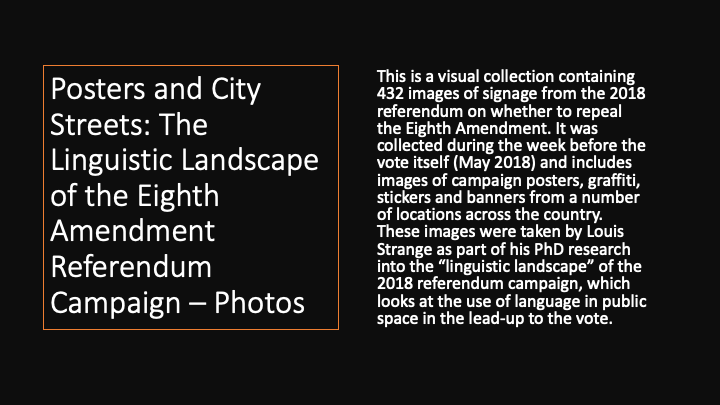 Posters and City
Streets: The
Linguistic Landscape
of the Eighth
Amendment
Referendum
Campaign – Photos
This is a visual collection containing
432 images of signage from the 2018
referendum on whether to repeal
the Eighth Amendment. It was
collected during the week before the
vote itself (May 2018) and includes
images of campaign posters, graffiti,
stickers and banners from a number
of locations across the country.
These images were taken by Louis
Strange as part of his PhD research
into the “linguistic landscape” of the
2018 referendum campaign, which
looks at the use of language in public
space in the lead-up to the vote.